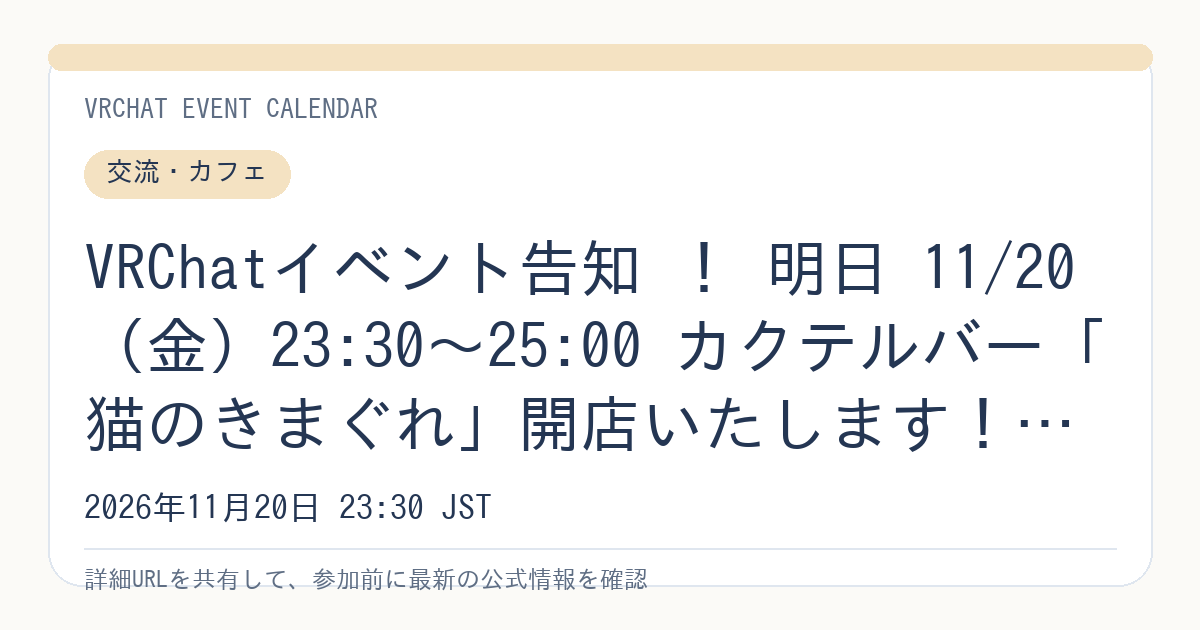 VRCHAT EVENT CALENDAR
交流・カフェ
VRChatイベント告知 ! 明日 11/20
（金）23:30～25:00 カクテルバー「
猫のきまぐれ」開店いたします！…
2026年11月20日 23:30 JST
詳細URLを共有して、参加前に最新の公式情報を確認